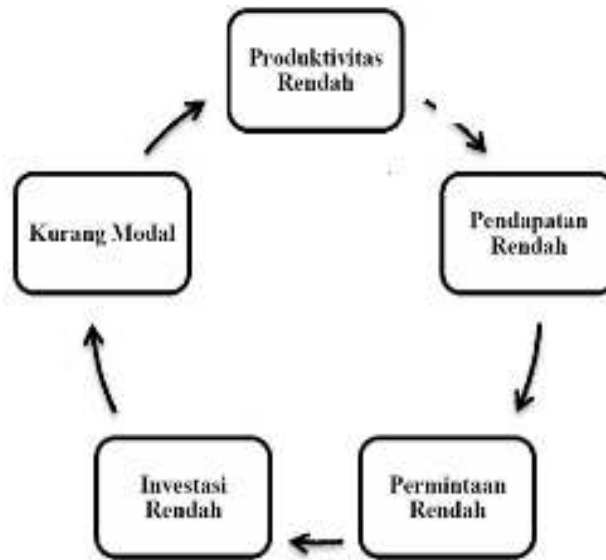 Produktivitas
Rendah
Kurang Modal
Pendapatan
Rendah
Investasi
Rendah
Permintaan
Rendah